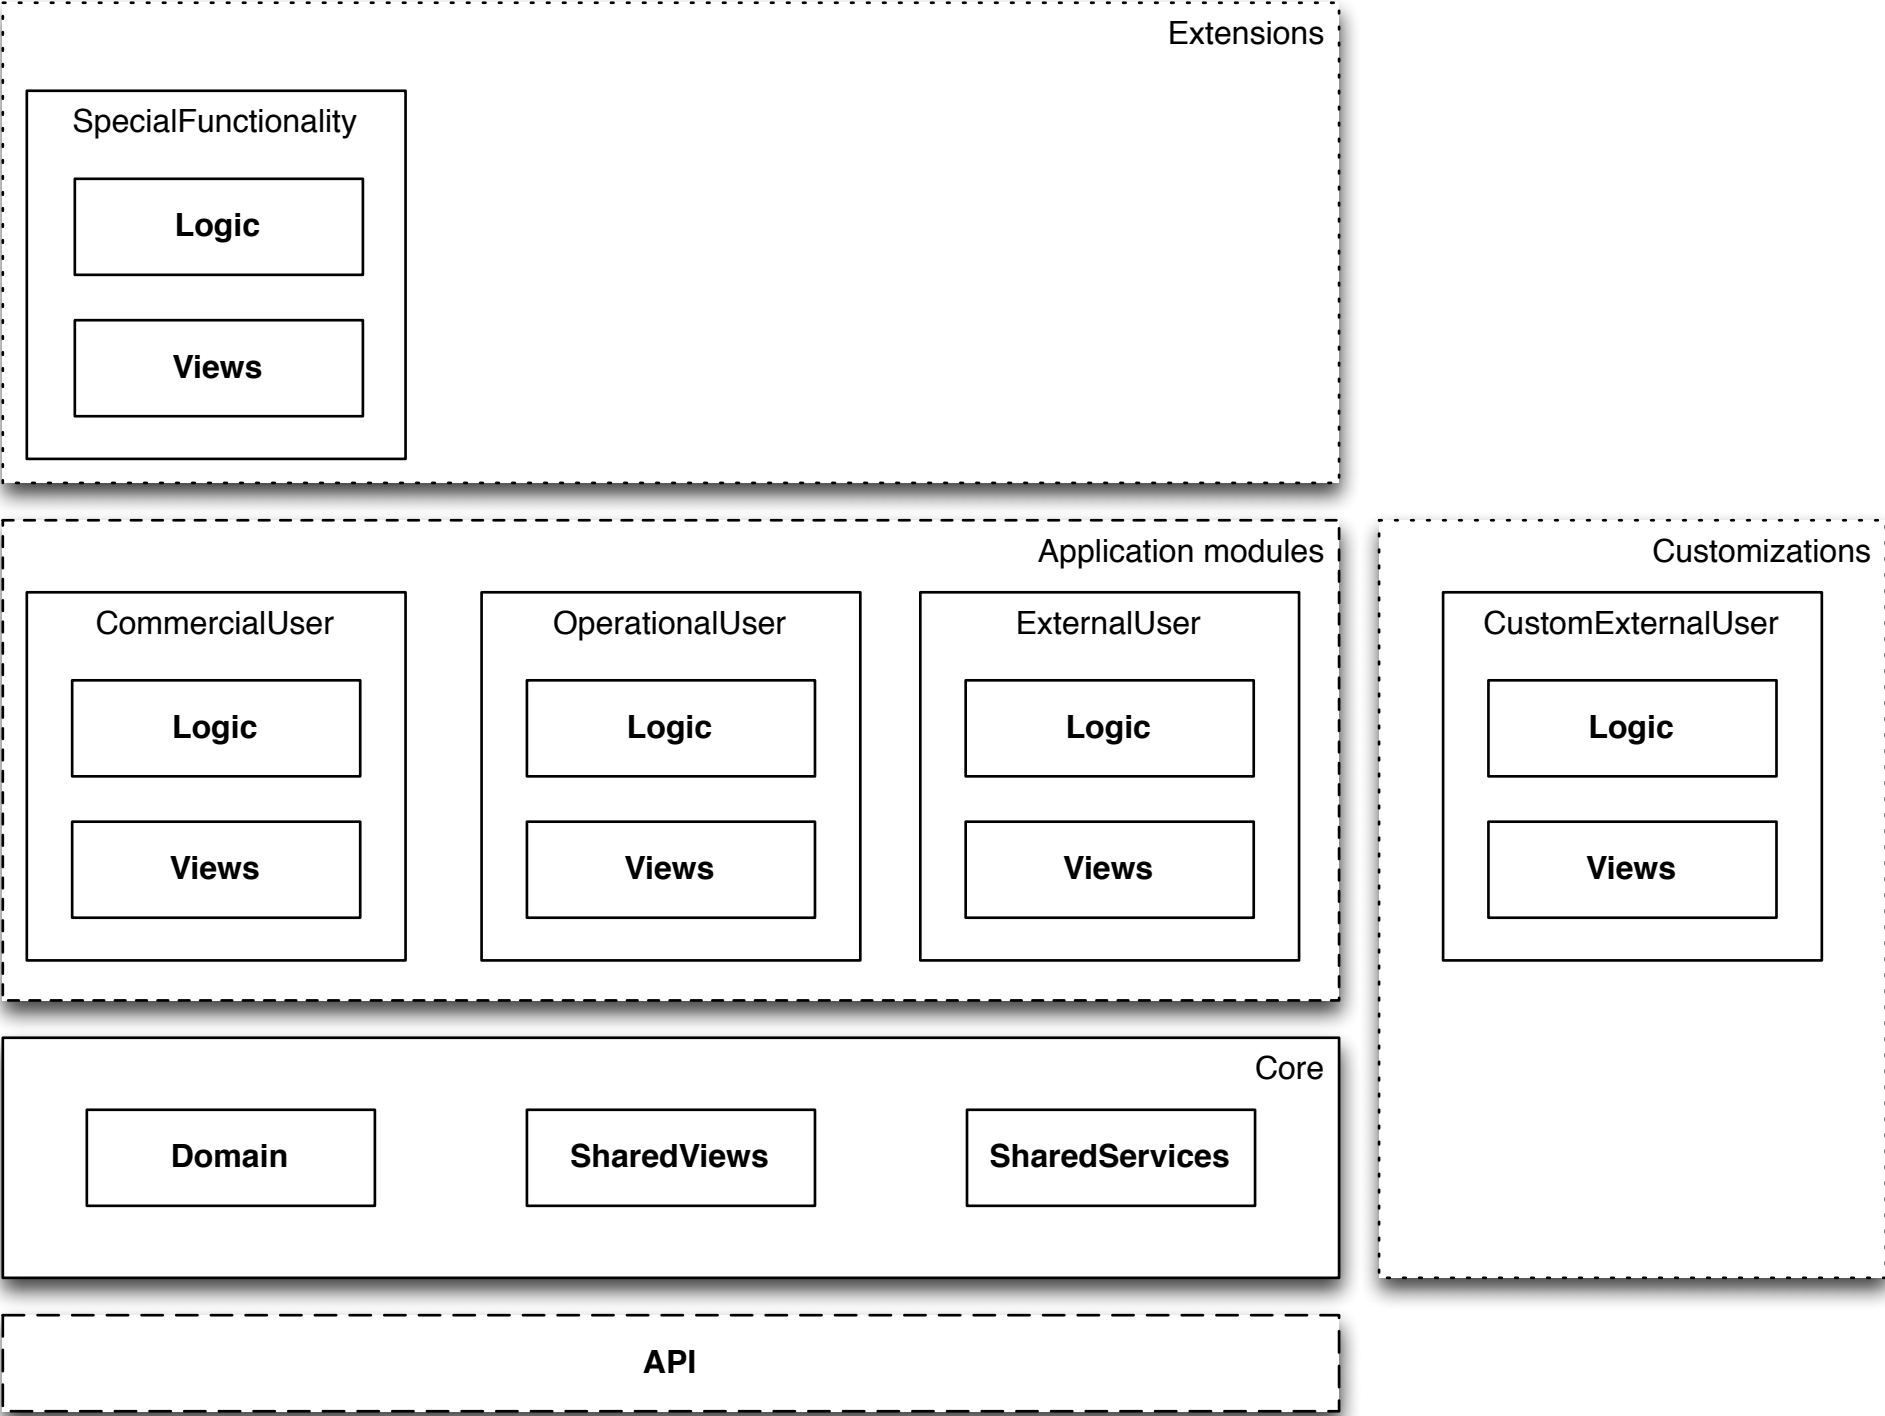 Extensions
SpecialFunctionality
Logic
Views
Application modules
CommercialUser
Logic
Views
OperationalUser
Logic
Views
ExternalUser
Logic
Views
Customizations
CustomExternalUser
Logic
Views
Core
Domain
SharedViews
SharedServices
API